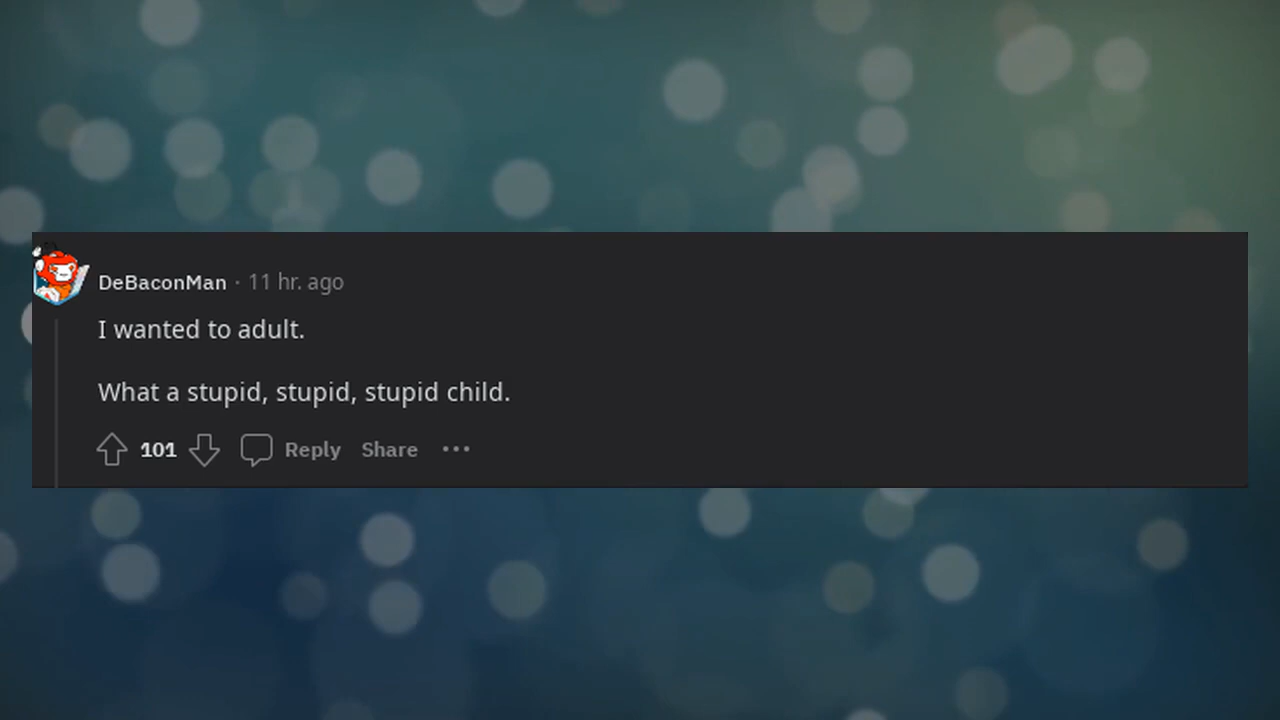 DeBaconMan · 11 hr. ago
I wanted to adult.
What a stupid, stupid, stupid child.
101 Reply Share ···